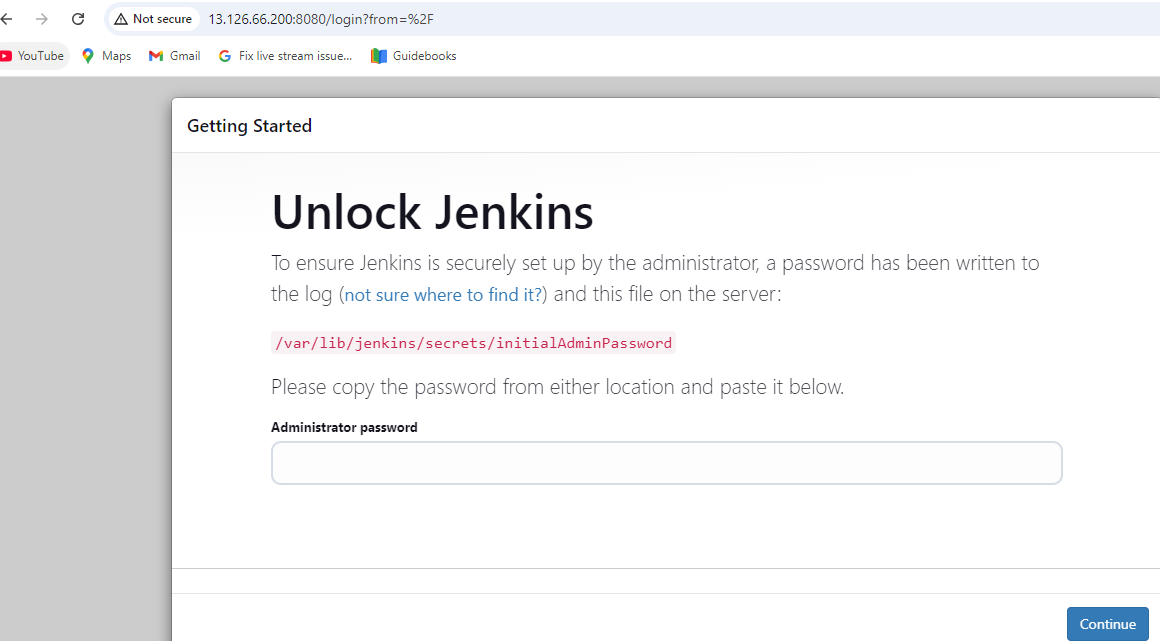 Not secure 13.126.66.200:8080/login?from=%2F
YouTube Maps Gmail Fix live stream issue... Guidebooks
Getting Started
Unlock Jenkins
To ensure Jenkins is securely set up by the administrator, a password has been written to
the log (not sure where to find it?) and this file on the server:
/var/lib/jenkins/secrets/initialAdminPassword
Please copy the password from either location and paste it below.
Administrator password
Continue